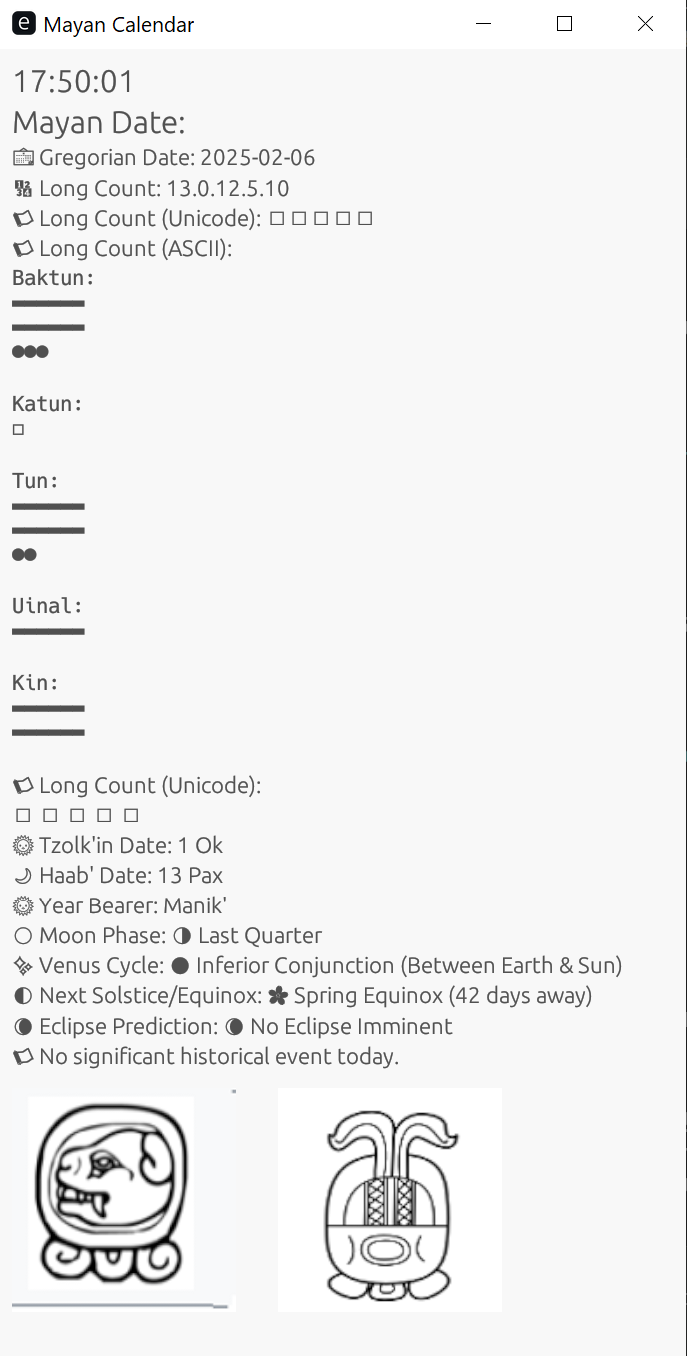 Mayan Calendar
17:50:01
Mayan Date:
Gregorian Date: 2025-02-06
🔢 Long Count: 13.0.12.5.10
Long Count (Unicode): □ □ □ □ □
Long Count (ASCII):
Baktun:
▬▬▬▬▬▬
▬▬▬▬▬▬
●●●
Katun:
□
Tun:
▬▬▬▬▬▬
▬▬▬▬▬▬
●●
Uinal:
▬▬▬▬▬▬
Kin:
▬▬▬▬▬▬
▬▬▬▬▬▬
Long Count (Unicode):
□ □ □ □ □
Tzolk'in Date: 1 Ok
Haab' Date: 13 Pax
Year Bearer: Manik'
Moon Phase: Last Quarter
Venus Cycle: Inferior Conjunction (Between Earth & Sun)
Next Solstice/Equinox: Spring Equinox (42 days away)
Eclipse Prediction: No Eclipse Imminent
No significant historical event today.